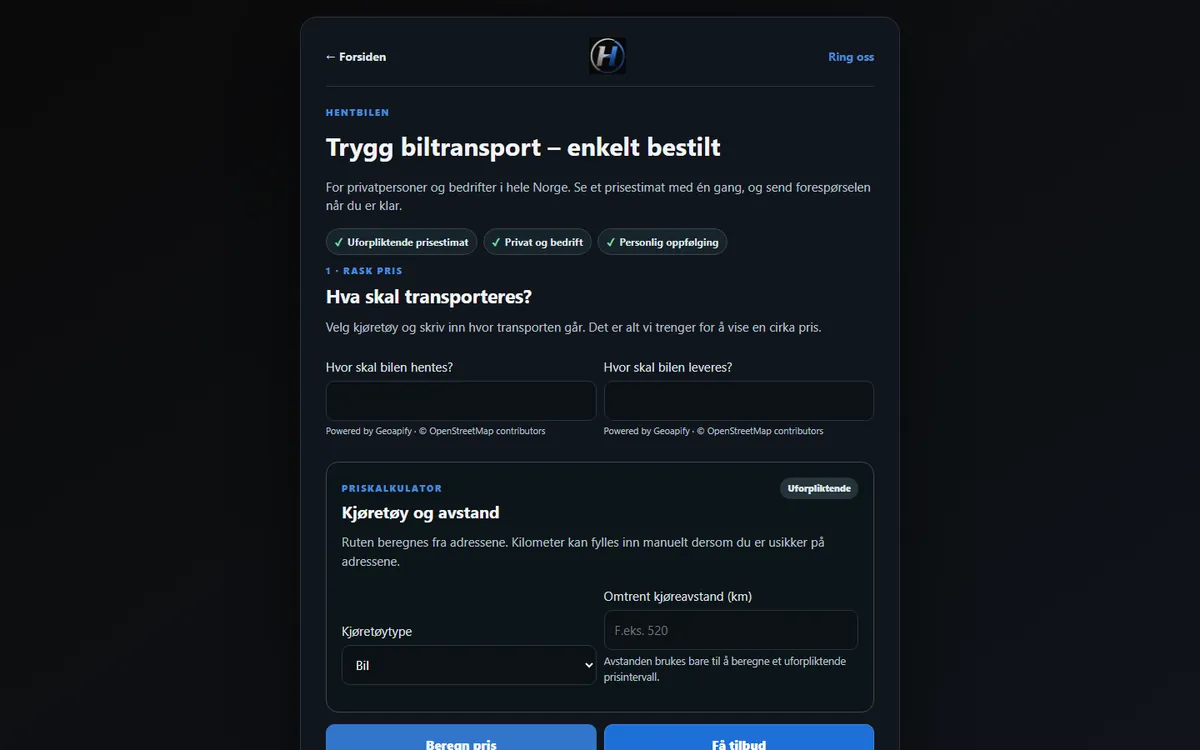 ← Forsiden
H
Ring oss
HENTBILEN
Trygg biltransport – enkelt bestilt
For privatpersoner og bedrifter i hele Norge. Se et prisestimat med én gang, og send forespørselen
når du er klar.
✓ Uforpliktende prisestimat
✓ Privat og bedrift
✓ Personlig oppfølging
1 · RASK PRIS
Hva skal transporteres?
Velg kjøretøy og skriv inn hvor transporten går. Det er alt vi trenger for å vise en cirka pris.
Hvor skal bilen hentes?
Hvor skal bilen leveres?
Powered by Geoapify · © OpenStreetMap contributors
Powered by Geoapify · © OpenStreetMap contributors
PRISKALKULATOR
Uforpliktende
Kjøretøy og avstand
Ruten beregnes fra adressene. Kilometer kan fylles inn manuelt dersom du er usikker på
adressene.
Omtrent kjøreavstand (km)
Kjøretøytype
F.eks. 520
Bil
Avstanden brukes bare til å beregne et uforpliktende
prisintervall.
Beregn pris
Få tilbud